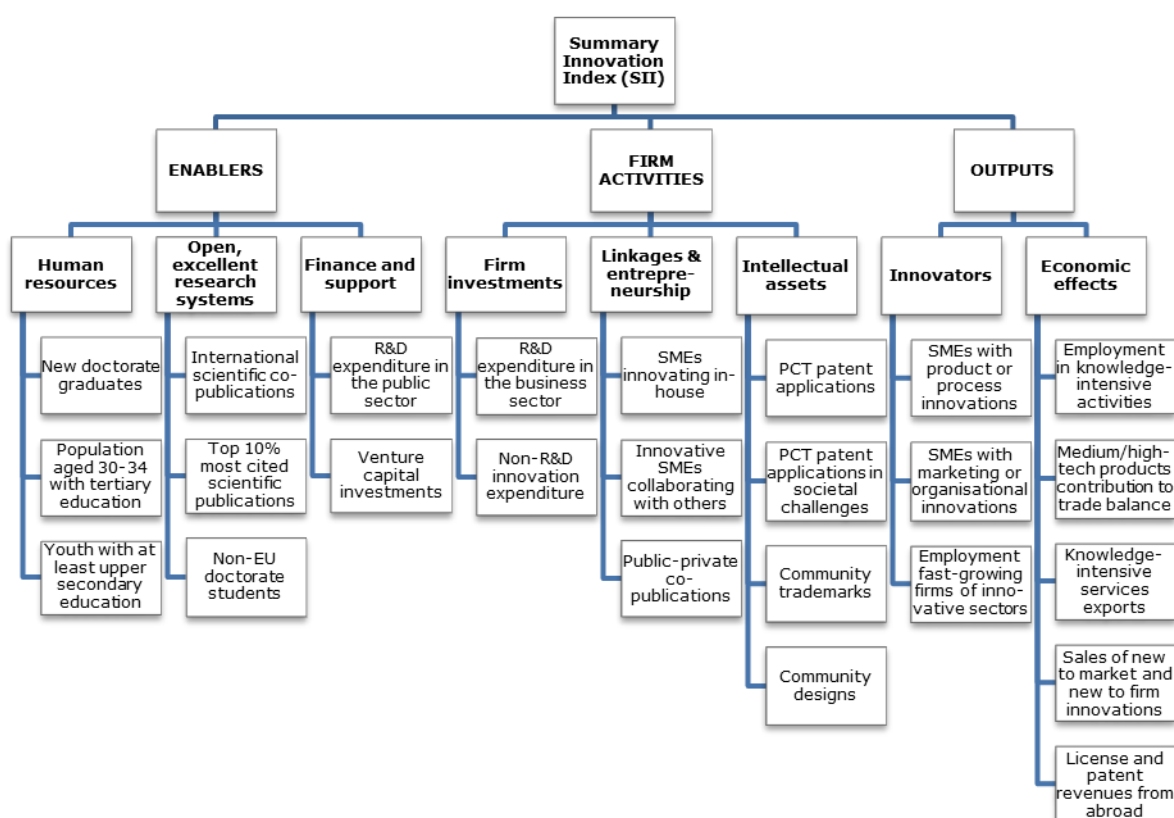 Summary
Innovation
Index (SII)
ENABLERS
FIRM
ACTIVITIES
OUTPUTS
Human
resources
Open,
excellent
research
systems
Finance and
support
Firm
investments
Linkages &
entrepre-
neurship
Intellectual
assets
Innovators
Economic
effects
New doctorate
graduates
Population
aged 30-34
with tertiary
education
Youth with at
least upper
secondary
education
International
scientific co-
publications
Top 10%
most cited
scientific
publications
Non-EU
doctorate
students
R&D
expenditure in
the public
sector
Venture
capital
investments
R&D
expenditure
in the business
sector
Non-R&D
innovation
expenditure
SMEs
innovating in-
house
Innovative
SMEs
collaborating
with others
Public-private
co-
publications
PCT patent
applications
PCT patent
applications in
societal
challenges
Community
trademarks
Community
designs
SMEs with
product or
process
innovations
SMEs with
marketing or
organisational
innovations
Employment
fast-growing
firms of inno-
vative sectors
Employment
in knowledge-
intensive
activities
Medium/high-
tech products
contribution to
trade balance
Knowledge-
intensive
services
exports
Sales of new
to market and
new to firm
innovations
License and
patent
revenues from
abroad